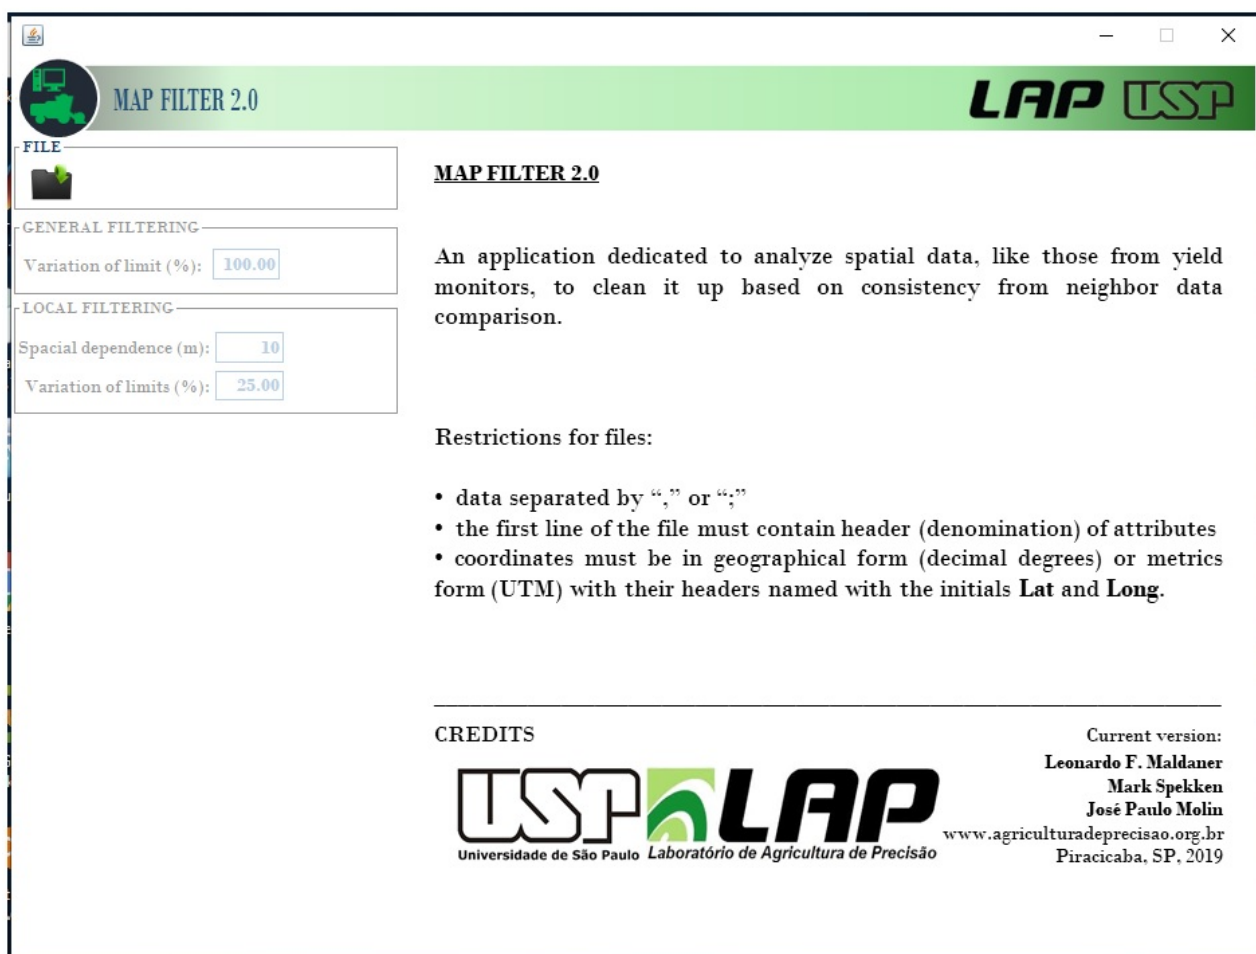 MAP FILTER 2.0
LAP USP
FILE
GENERAL FILTERING
Variation of limit (%): 100.00
LOCAL FILTERING
Spacial dependence (m): 10
Variation of limits (%): 25.00
MAP FILTER 2.0
An application dedicated to analyze spatial data, like those from yield
monitors, to clean it up based on consistency from neighbor data
comparison.
Restrictions for files:
• data separated by “,” or “;”
• the first line of the file must contain header (denomination) of attributes
• coordinates must be in geographical form (decimal degrees) or metrics
form (UTM) with their headers named with the initials Lat and Long.
CREDITS
USP
Universidade de São Paulo
LAP
Laboratório de Agricultura de Precisão
Current version:
Leonardo F. Maldaner
Mark Spekken
José Paulo Molin
www.agriculturadeprecisao.org.br
Piracicaba, SP, 2019